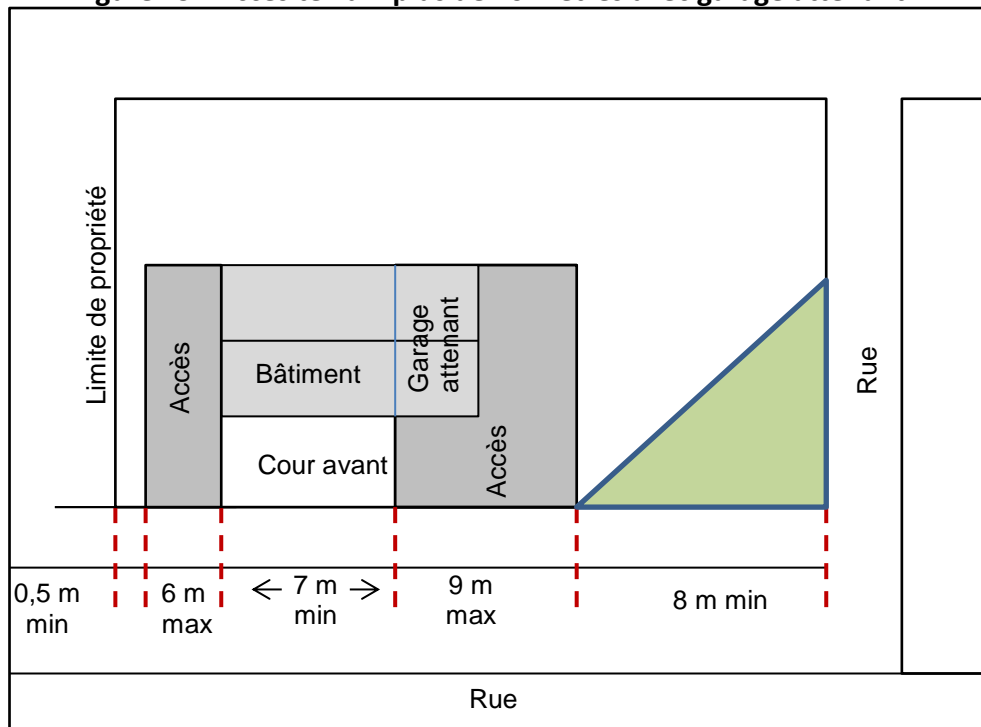 Limite de propriété
Accès
Bâtiment
Garage
attenant
Cour avant
Accès
Rue
0,5 m
min
6 m
max
7 m
min
9 m
max
8 m min
Rue